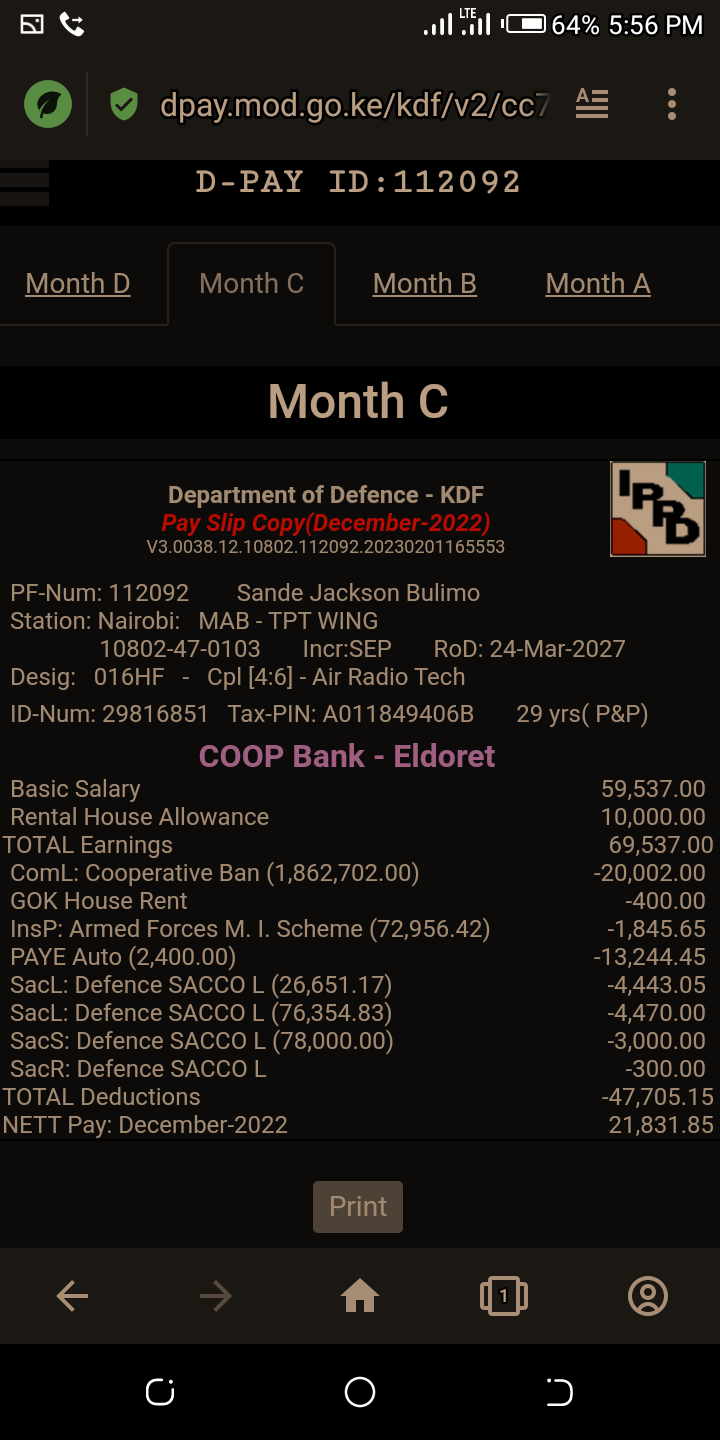 LTE 64% 5:56 PM
dpay.mod.go.ke/kdf/v2/cc7 A
D-PAY ID:112092
Month D Month C Month B Month A
Month C
IPPD
Department of Defence - KDF
Pay Slip Copy(December-2022)
V3.0038.12.10802.112092.20230201165553
PF-Num: 112092 Sande Jackson Bulimo
Station: Nairobi: MAB - TPT WING
10802-47-0103 Incr:SEP RoD: 24-Mar-2027
Desig: 016HF - Cpl [4:6] - Air Radio Tech
ID-Num: 29816851 Tax-PIN: A011849406B 29 yrs( P&P)
COOP Bank - Eldoret
Basic Salary 59,537.00
Rental House Allowance 10,000.00
TOTAL Earnings 69,537.00
ComL: Cooperative Ban (1,862,702.00) -20,002.00
GOK House Rent -400.00
InsP: Armed Forces M. I. Scheme (72,956.42) -1,845.65
PAYE Auto (2,400.00) -13,244.45
SacL: Defence SACCO L (26,651.17) -4,443.05
SacL: Defence SACCO L (76,354.83) -4,470.00
SacS: Defence SACCO L (78,000.00) -3,000.00
SacR: Defence SACCO L -300.00
TOTAL Deductions -47,705.15
NETT Pay: December-2022 21,831.85
Print
1